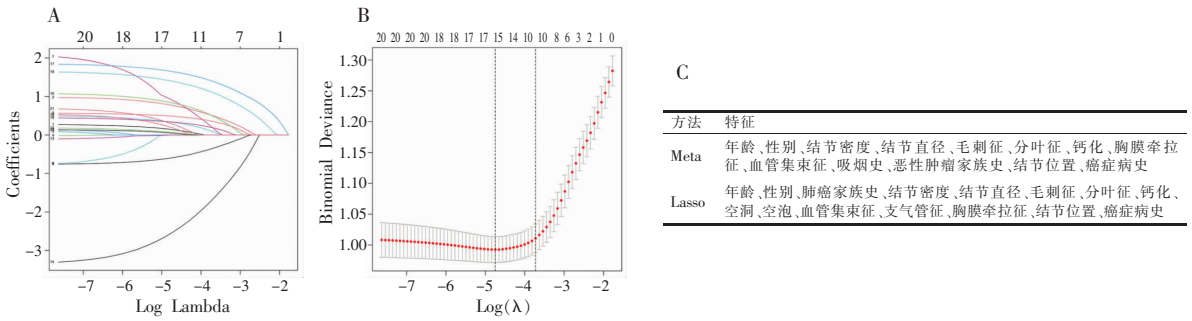 A
20 18 17 11 7 1
2
1
0
−1
−2
−3
Coefficients
−7 −6 −5 −4 −3 −2
Log Lambda
B
20 20 20 20 18 18 17 17 15 14 10 10 8 6 3 2 1 0
1.30
1.25
1.20
1.15
1.10
1.05
1.00
Binomial Deviance
−7 −6 −5 −4 −3 −2
Log(λ)
C
方法 特征
Meta 年龄、性别、结节密度、结节直径、毛刺征、分叶征、钙化、胸膜牵拉
征、血管集束征、吸烟史、恶性肿瘤家族史、结节位置、癌症病史
Lasso 年龄、性别、肺癌家族史、结节密度、结节直径、毛刺征、分叶征、钙化、
空洞、空泡、血管集束征、支气管征、胸膜牵拉征、结节位置、癌症病史